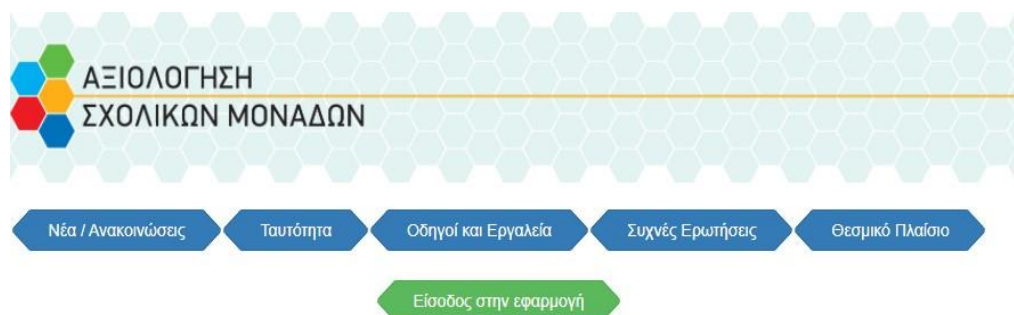 ΑΞΙΟΛΟΓΗΣΗ
ΣΧΟΛΙΚΩΝ ΜΟΝΑΔΩΝ
Νέα / Ανακοινώσεις
Ταυτότητα
Οδηγοί και Εργαλεία
Συχνές Ερωτήσεις
Θεσμικό Πλαίσιο
Είσοδος στην εφαρμογή